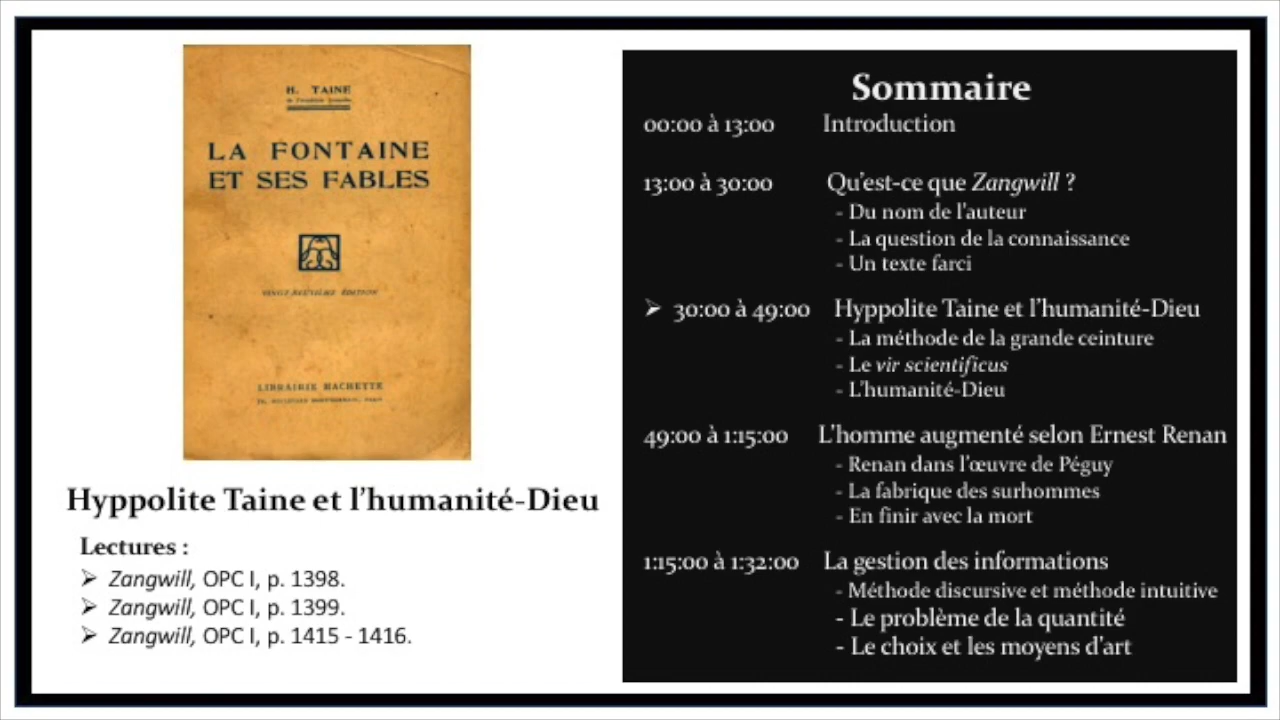 H. TAINE
LA FONTAINE
ET SES FABLES
VINGT-DEUXIÈME ÉDITION
LIBRAIRIE HACHETTE
Hyppolite Taine et l'humanité-Dieu
Lectures :
➢ Zangwill, OPC I, p. 1398.
➢ Zangwill, OPC I, p. 1399.
➢ Zangwill, OPC I, p. 1415 - 1416.
Sommaire
00:00 à 13:00 Introduction
13:00 à 30:00 Qu'est-ce que Zangwill ?
- Du nom de l'auteur
- La question de la connaissance
- Un texte farci
➢ 30:00 à 49:00 Hyppolite Taine et l'humanité-Dieu
- La méthode de la grande ceinture
- Le vir scientificus
- L'humanité-Dieu
49:00 à 1:15:00 L'homme augmenté selon Ernest Renan
- Renan dans l'œuvre de Péguy
- La fabrique des surhommes
- En finir avec la mort
1:15:00 à 1:32:00 La gestion des informations
- Méthode discursive et méthode intuitive
- Le problème de la quantité
- Le choix et les moyens d'art